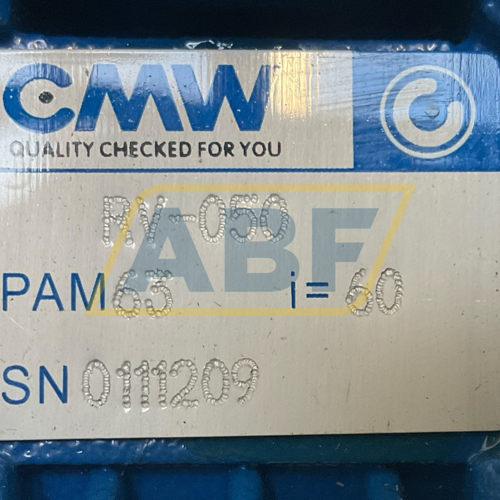 CMW
QUALITY CHECKED FOR YOU
RV-050
ABF
PAM 63 i = 60
SN 0111209